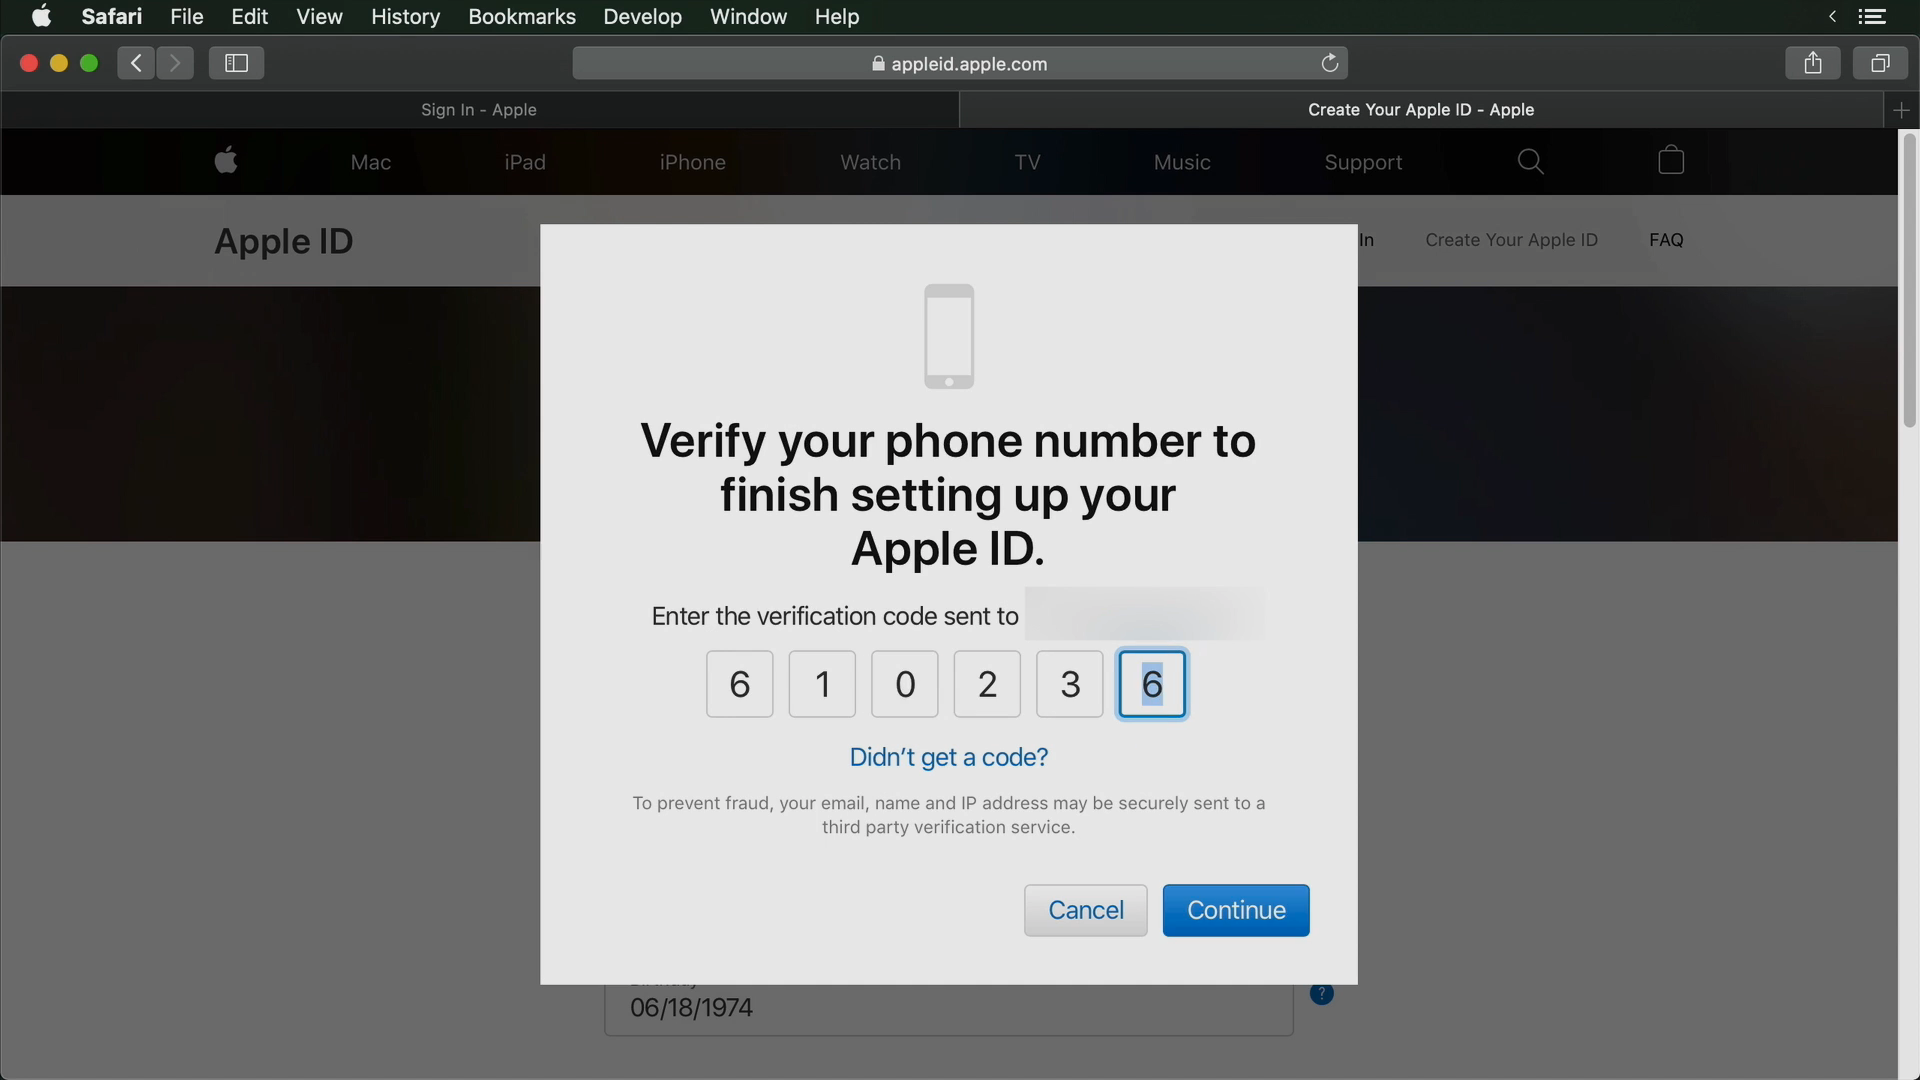 Safari File Edit View History Bookmarks Develop Window Help
appleid.apple.com
Sign In - Apple
Create Your Apple ID - Apple
Mac iPad iPhone Watch TV Music Support
Apple ID
In Create Your Apple ID FAQ
Verify your phone number to
finish setting up your
Apple ID.
Enter the verification code sent to
6 1 0 2 3 6
Didn’t get a code?
To prevent fraud, your email, name and IP address may be securely sent to a
third party verification service.
Cancel Continue
06/18/1974
?